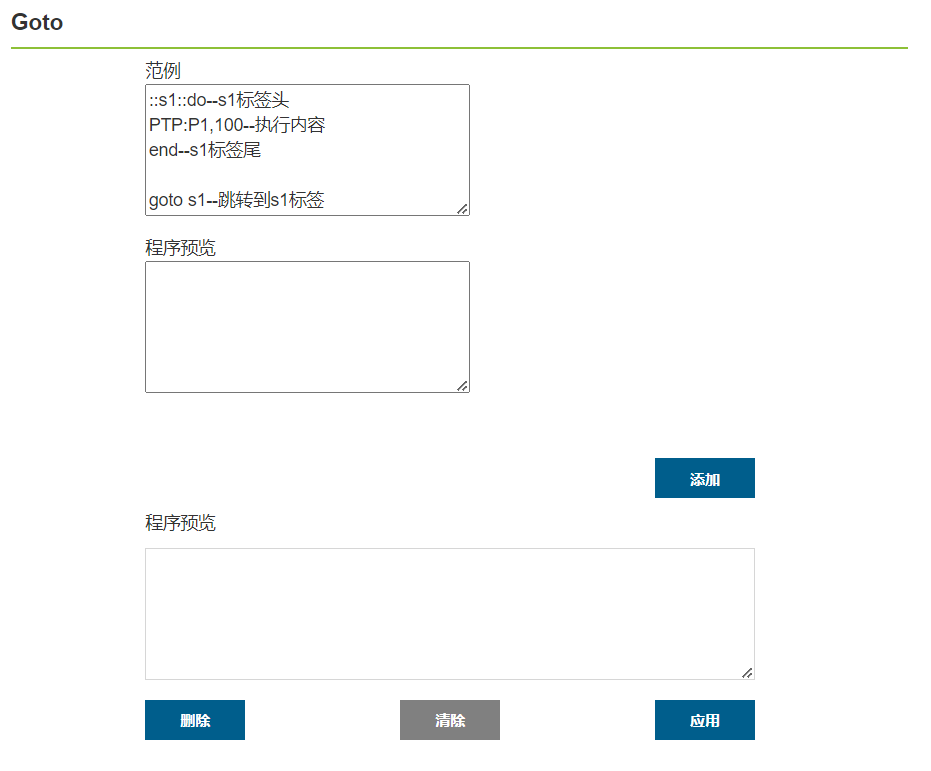 Goto
范例
::s1::do--s1标签头
PTP:P1,100--执行内容
end--s1标签尾
goto s1--跳转到s1标签
程序预览
添加
程序预览
删除
清除
应用